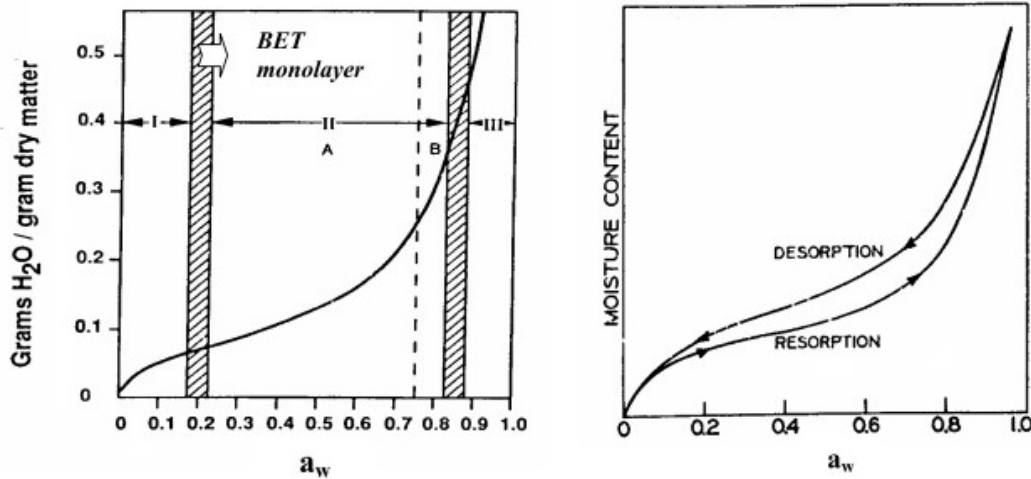 0.5
0.4
0.3
0.2
0.1
0
Grams H₂O / gram dry matter
BET
monolayer
I
II
III
A
B
0 0.1 0.2 0.3 0.4 0.5 0.6 0.7 0.8 0.9 1.0
a_w
MOISTURE CONTENT
DESORPTION
RESORPTION
0 0.2 0.4 0.6 0.8 1.0
a_w